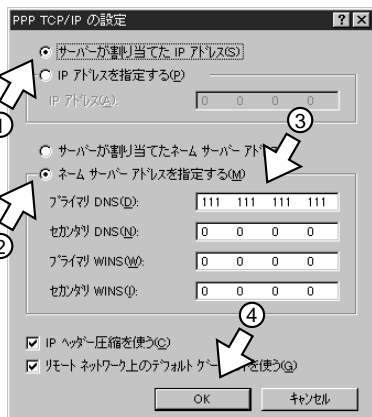 PPP TCP/IP の設定
サーバーが割り当てた IP アドレス(S)
IP アドレスを指定する(P)
IP アドレス(A): 0 0 0 0
①
③
サーバーが割り当てたネーム サーバー アド
ネーム サーバー アドレスを指定する(M)
プライマリ DNS(D): 111 111 111 111
②
セカンダリ DNS(N): 0 0 0 0
プライマリ WINS(W): 0 0 0 0
セカンダリ WINS(I): 0 0 0 0
④
IP ヘッダー圧縮を使う(C)
リモート ネットワーク上のデフォルト ゲートを使う(G)
OK キャンセル